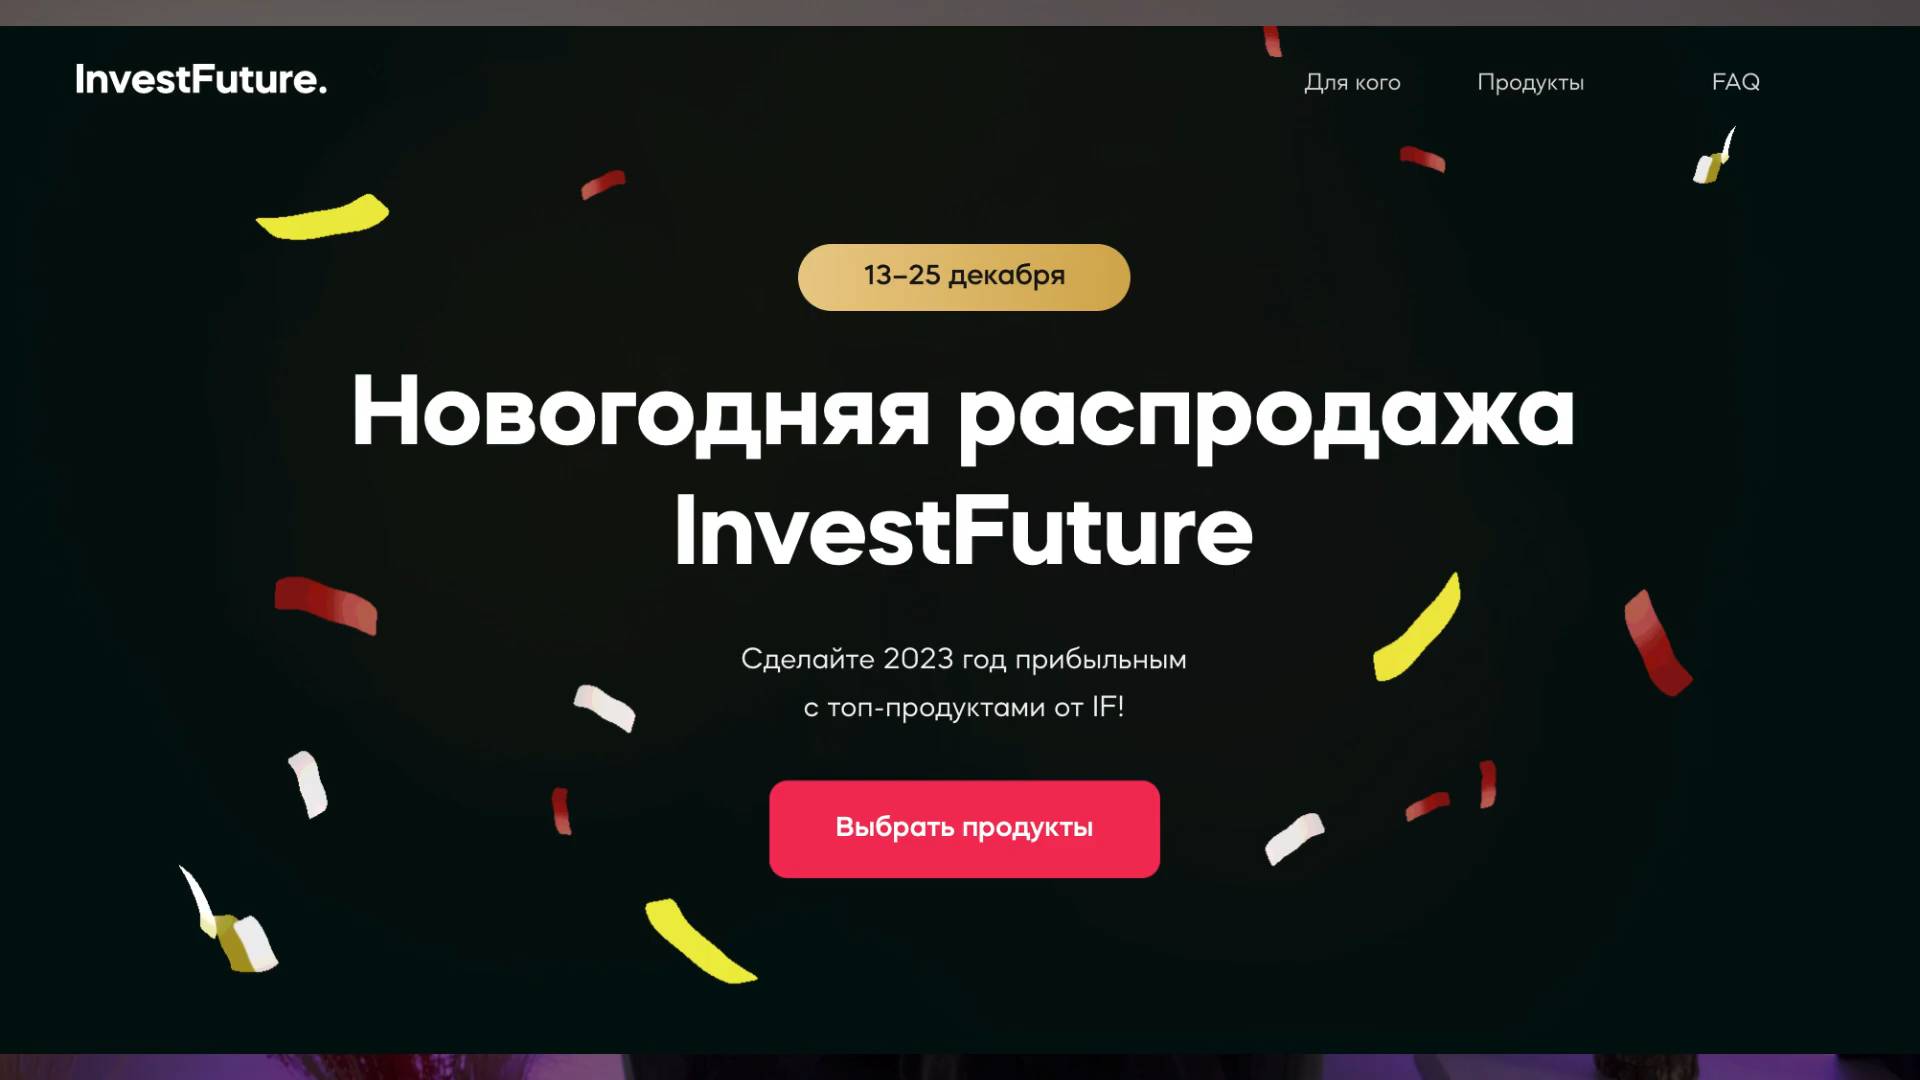 InvestFuture.
Для кого
Продукты
FAQ
13–25 декабря
Новогодняя распродажа
InvestFuture
Сделайте 2023 год прибыльным
с топ-продуктами от IF!
Выбрать продукты